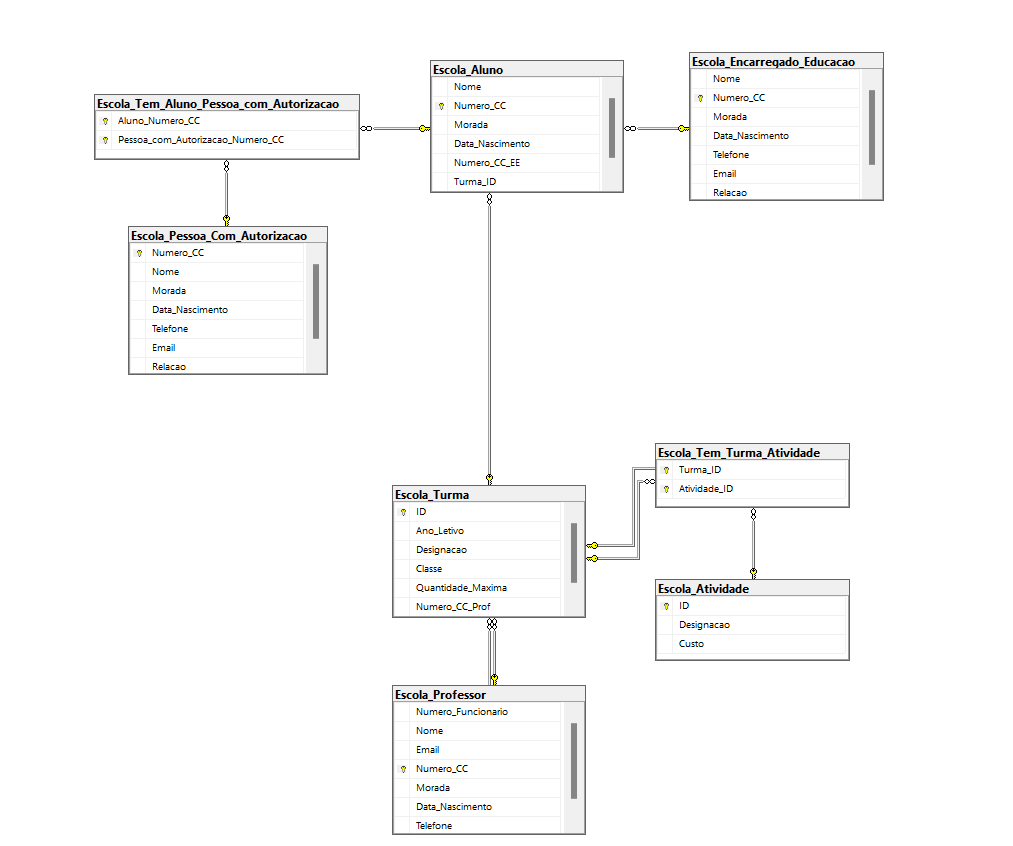 Escola_Tem_Aluno_Pessoa_com_Autorizacao
Aluno_Numero_CC
Pessoa_com_Autorizacao_Numero_CC
Escola_Aluno
Nome
Numero_CC
Morada
Data_Nascimento
Numero_CC_EE
Turma_ID
Escola_Encarregado_Educacao
Nome
Numero_CC
Morada
Data_Nascimento
Telefone
Email
Relacao
Escola_Pessoa_Com_Autorizacao
Numero_CC
Nome
Morada
Data_Nascimento
Telefone
Email
Relacao
Escola_Turma
ID
Ano_Letivo
Designacao
Classe
Quantidade_Maxima
Numero_CC_Prof
Escola_Tem_Turma_Atividade
Turma_ID
Atividade_ID
Escola_Atividade
ID
Designacao
Custo
Escola_Professor
Numero_Funcionario
Nome
Email
Numero_CC
Morada
Data_Nascimento
Telefone